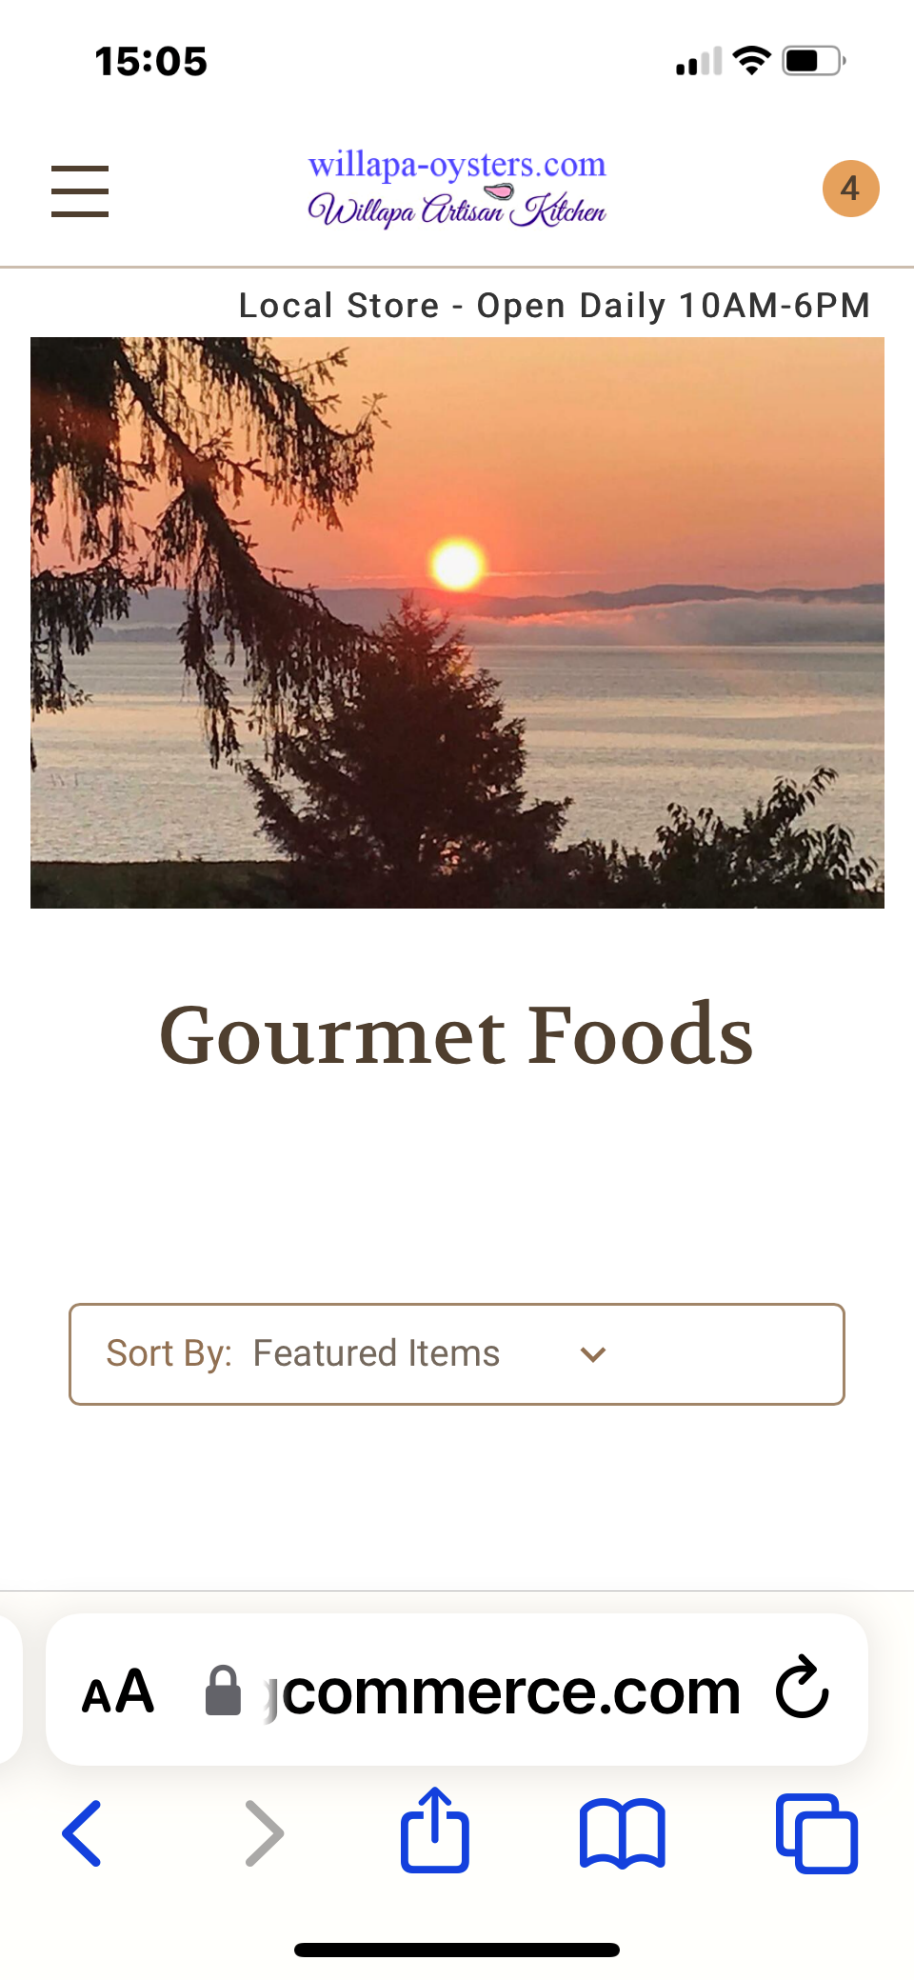 15:05
willapa-oysters.com
Willapa Artisan Kitchen
4
Local Store - Open Daily 10AM-6PM
Gourmet Foods
Sort By: Featured Items
AA commerce.com